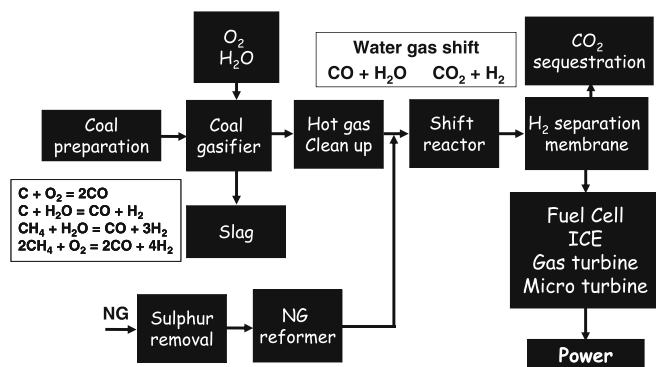 O₂
H₂O
Water gas shift
CO + H₂O CO₂ + H₂
CO₂
sequestration
Coal
preparation
Coal
gasifier
Hot gas
Clean up
Shift
reactor
H₂ separation
membrane
C + O₂ = 2CO
C + H₂O = CO + H₂
CH₄ + H₂O = CO + 3H₂
2CH₄ + O₂ = 2CO + 4H₂
Slag
Fuel Cell
ICE
Gas turbine
Micro turbine
NG
Sulphur
removal
NG
reformer
Power